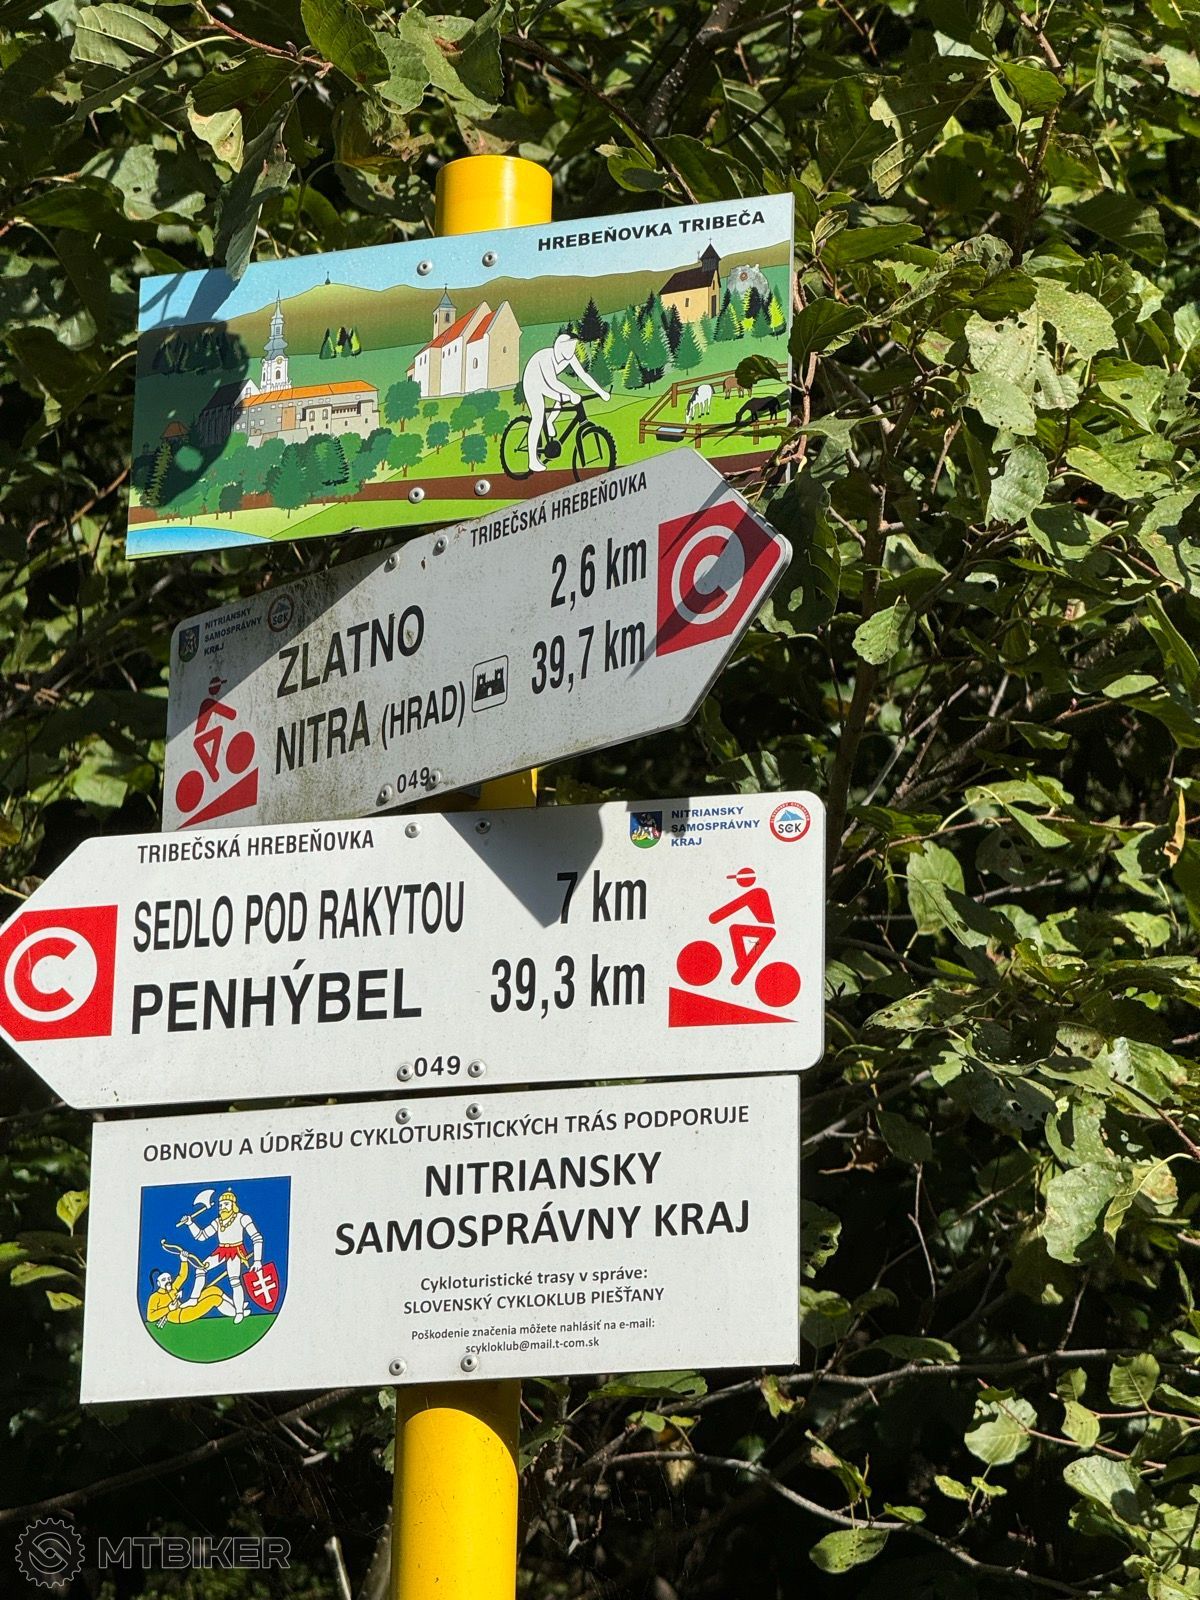 HREBEŇOVKA TRIBEČA
TRIBEČSKÁ HREBEŇOVKA
NITRIANSKY
SAMOSPRÁVNY
KRAJ
SCK
ZLATNO 2,6 km
NITRA (HRAD) 39,7 km
C
049
TRIBEČSKÁ HREBEŇOVKA
NITRIANSKY
SAMOSPRÁVNY
KRAJ
SCK
C
SEDLO POD RAKYTOU 7 km
PENHÝBEL 39,3 km
049
OBNOVU A ÚDRŽBU CYKLOTURISTICKÝCH TRÁS PODPORUJE
NITRIANSKY
SAMOSPRÁVNY KRAJ
Cykloturistické trasy v správe:
SLOVENSKÝ CYKLOKLUB PIEŠŤANY
Poškodenie značenia môžete nahlásiť na e-mail:
scykloklub@mail.t-com.sk
MTBIKER